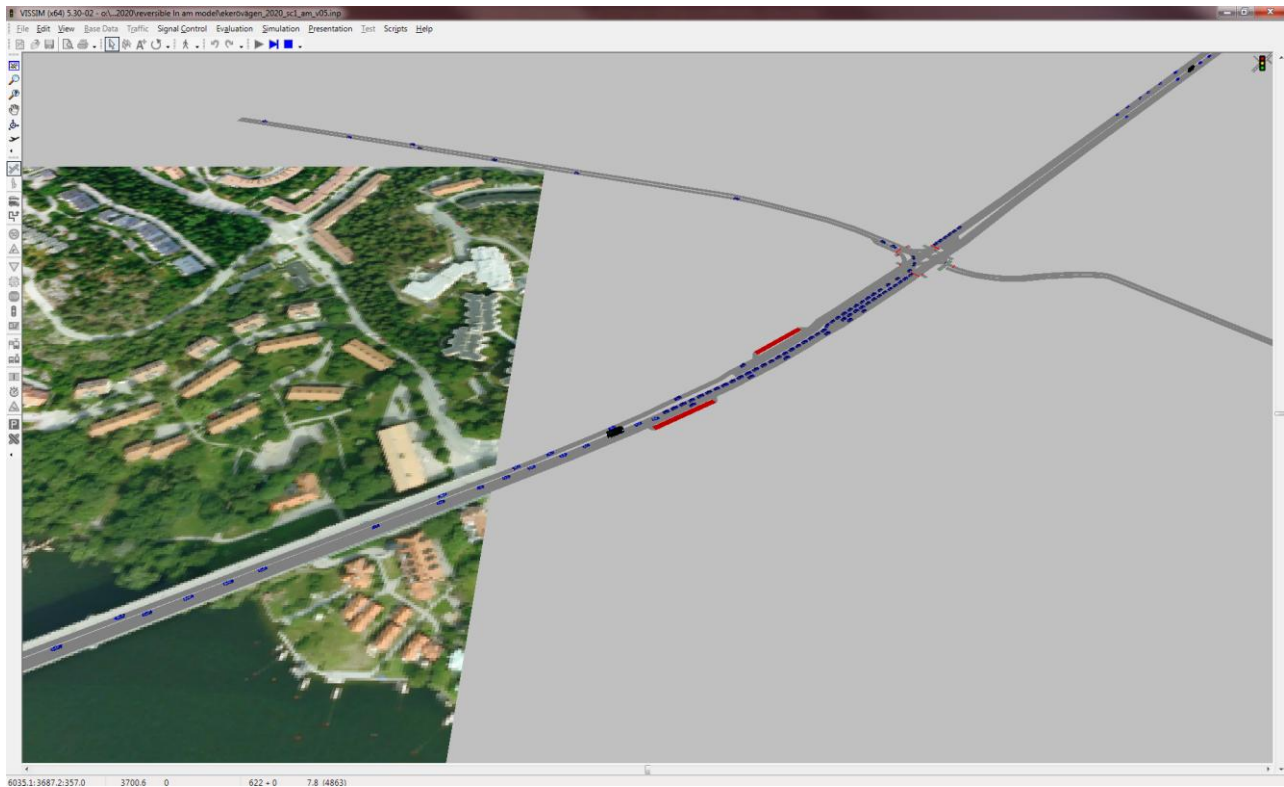 VISSIM (x64) 5.30-02 - o:\...2020\reversible ln am model\ekerövägen_2020_sc1_am_v05.inp
File Edit View Base Data Traffic Signal Control Evaluation Simulation Presentation Test Scripts Help
6035.1:3687.2:357.0 3700.6 0 622 + 0 7.8 (4863)